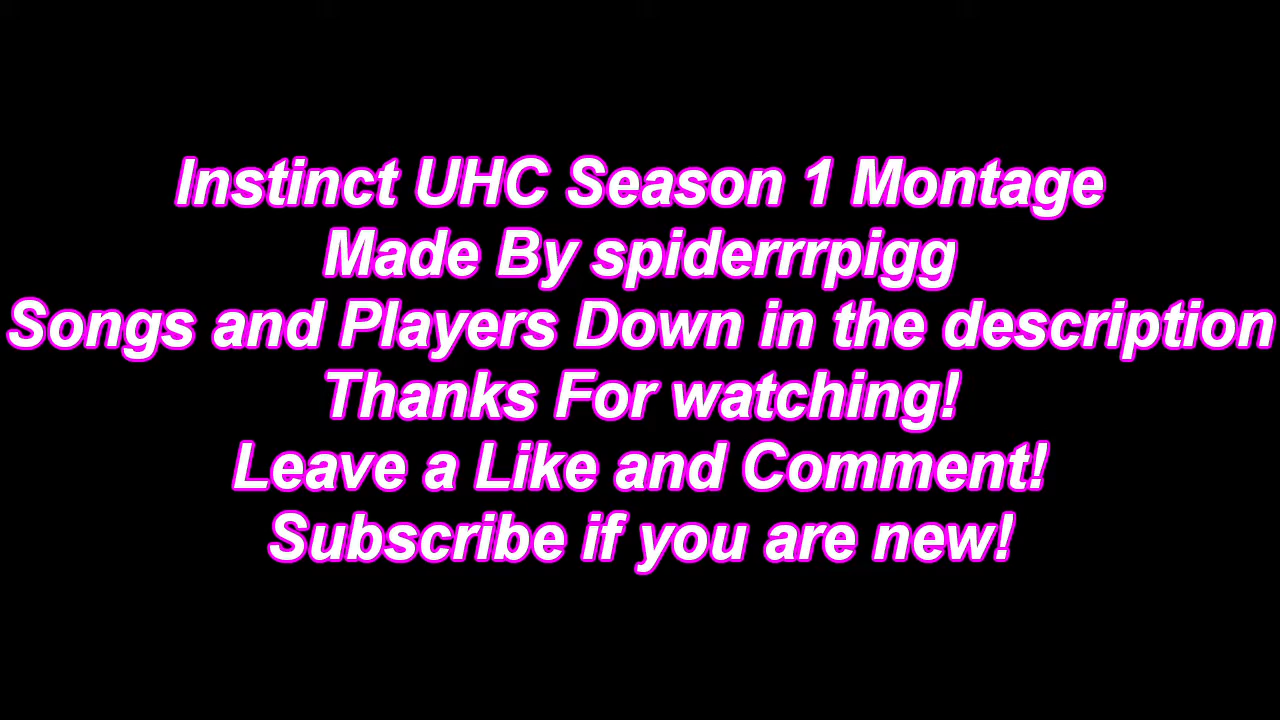 Instinct UHC Season 1 Montage
Made By spiderrrpigg
Songs and Players Down in the description
Thanks For watching!
Leave a Like and Comment!
Subscribe if you are new!